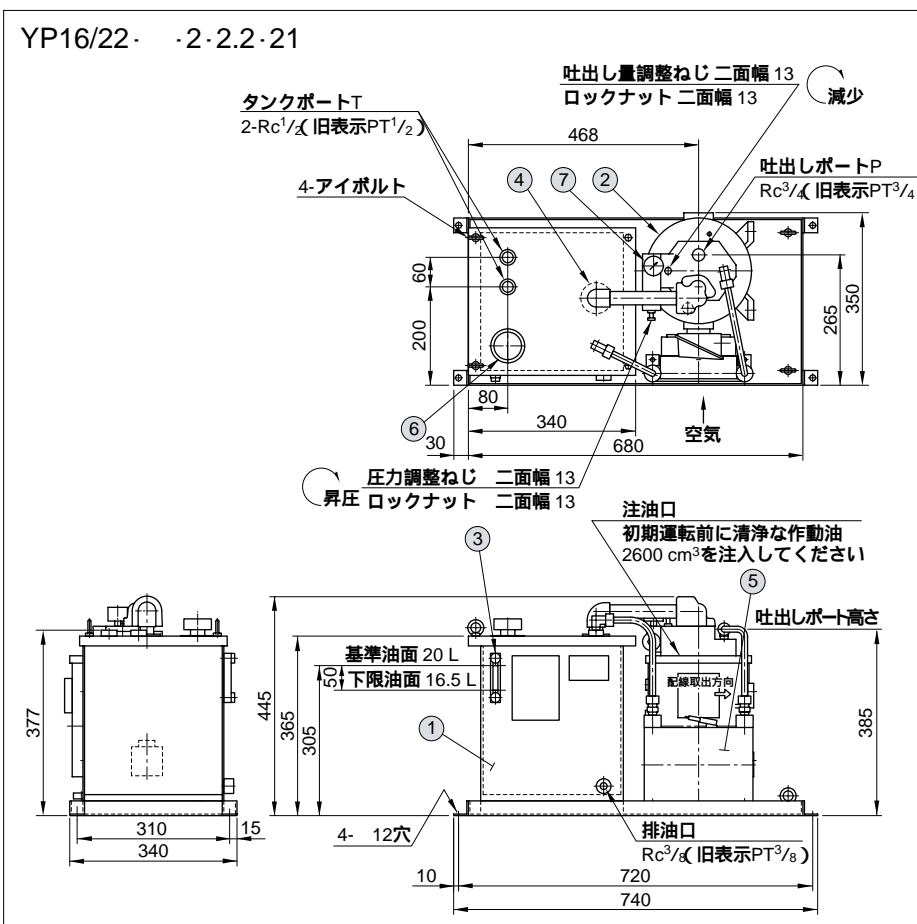 YP16/22· ·2·2.2·21
吐出し量調整ねじ 二面幅 13
ロックナット 二面幅 13
減少
タンクポートT
2-Rc1/2(旧表示PT1/2)
468
吐出しポートP
Rc3/4(旧表示PT3/4
4-アイボルト
4
7
2
60
200
265
350
80
6
340
30
680
空気
圧力調整ねじ 二面幅 13
昇圧
ロックナット 二面幅 13
注油口
初期運転前に清浄な作動油
2600 cm³を注入してください
3
5
吐出しポート高さ
基準油面 20 L
50
下限油面 16.5 L
配線取出方向
377
445
365
305
385
1
310
15
340
4- 12穴
排油口
Rc3/8(旧表示PT3/8)
10
720
740